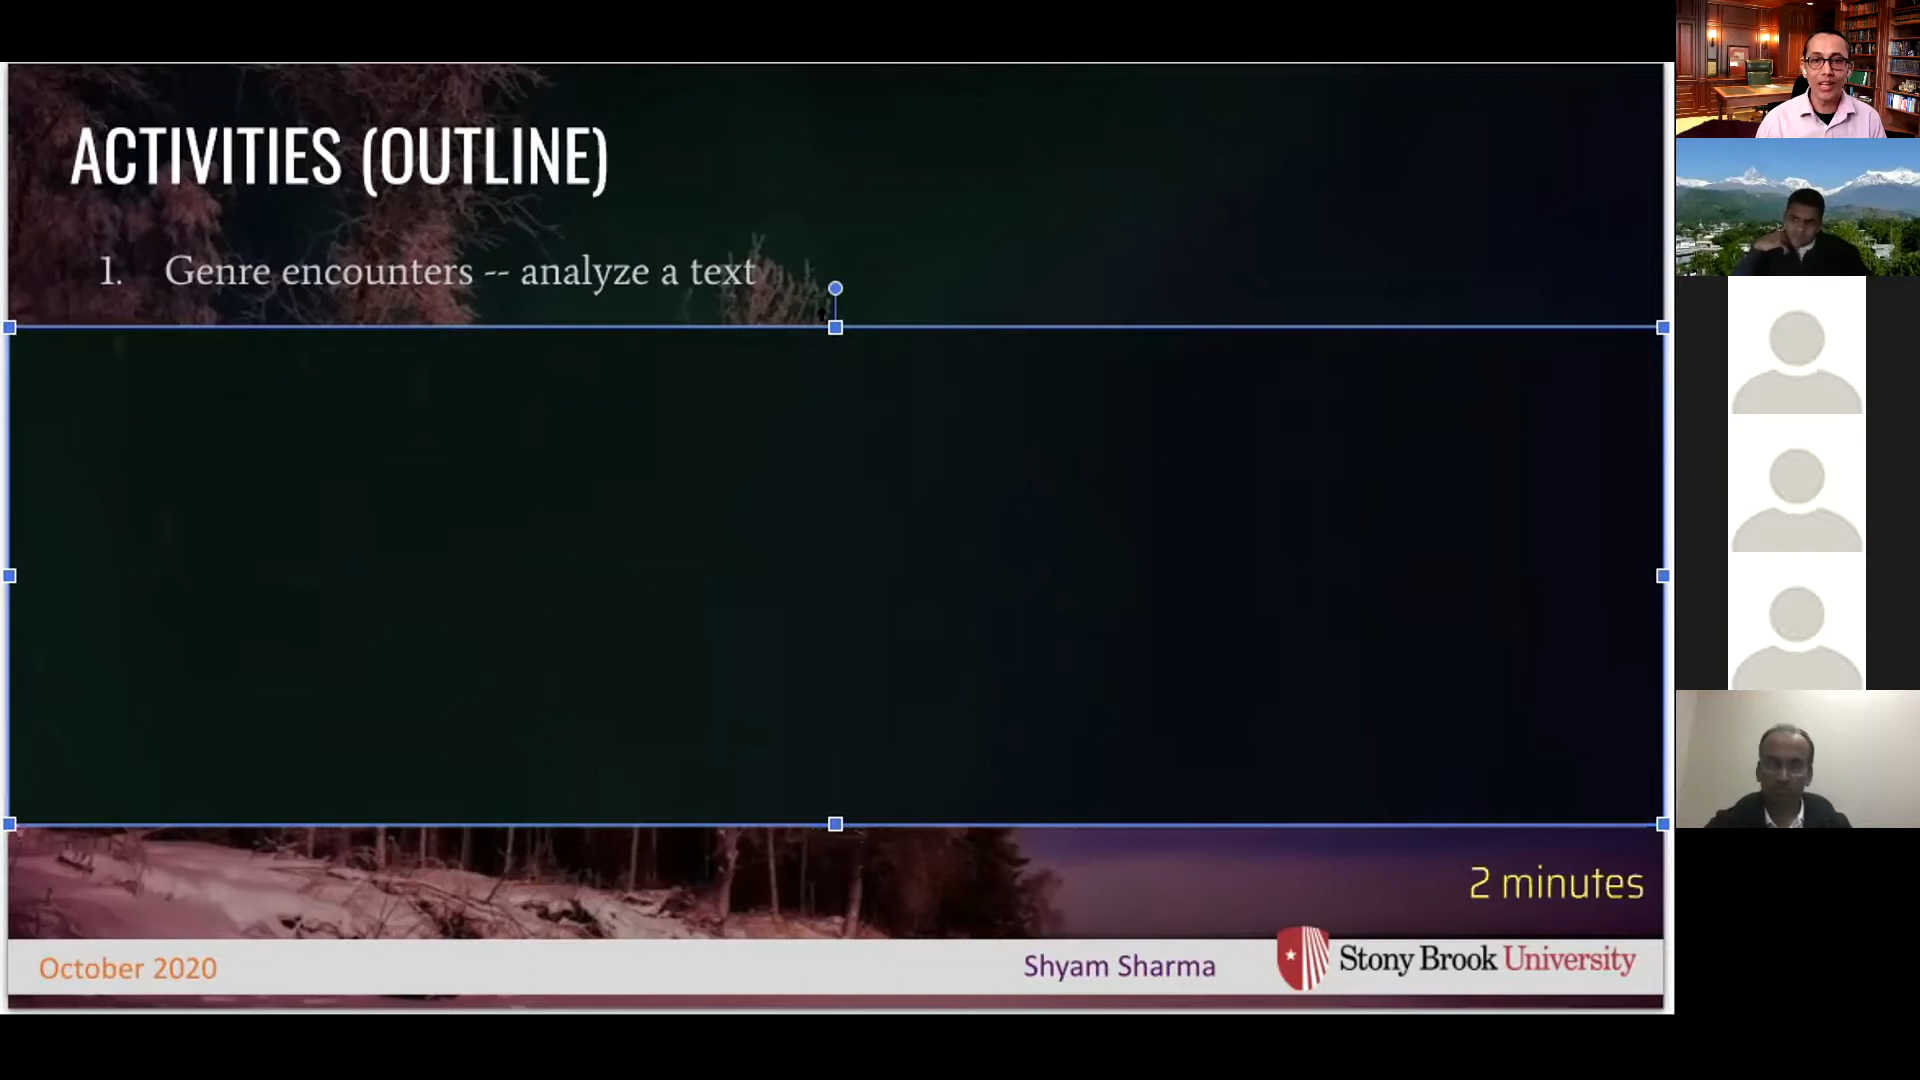 ACTIVITIES (OUTLINE)
1. Genre encounters -- analyze a text
2 minutes
October 2020
Shyam Sharma
Stony Brook University